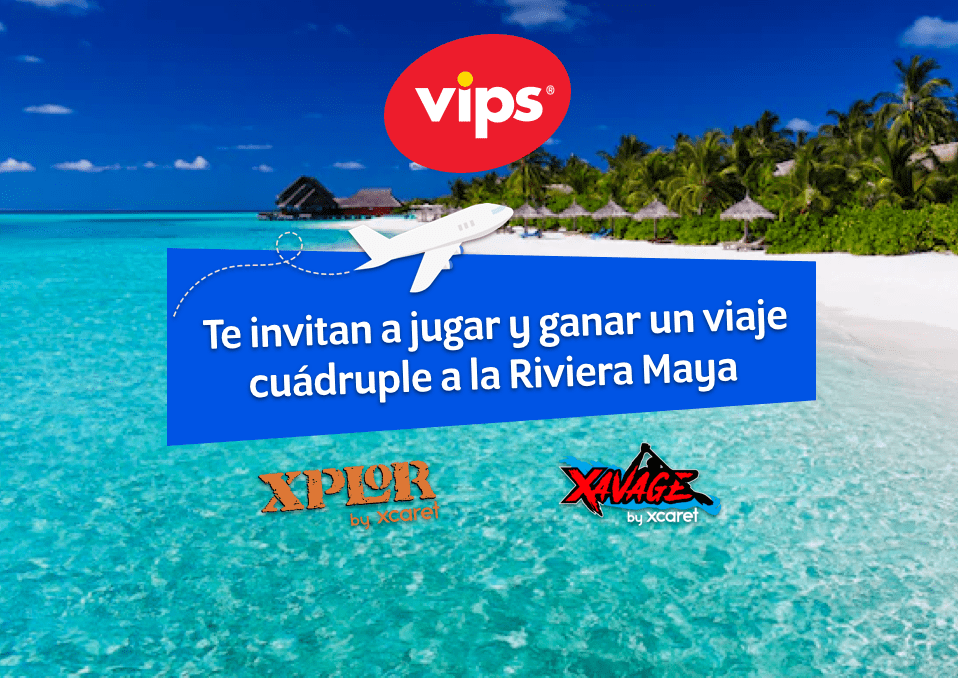 vips®
Te invitan a jugar y ganar un viaje
cuádruple a la Riviera Maya
XPLOR
by xcaret
XAVAGE
by xcaret